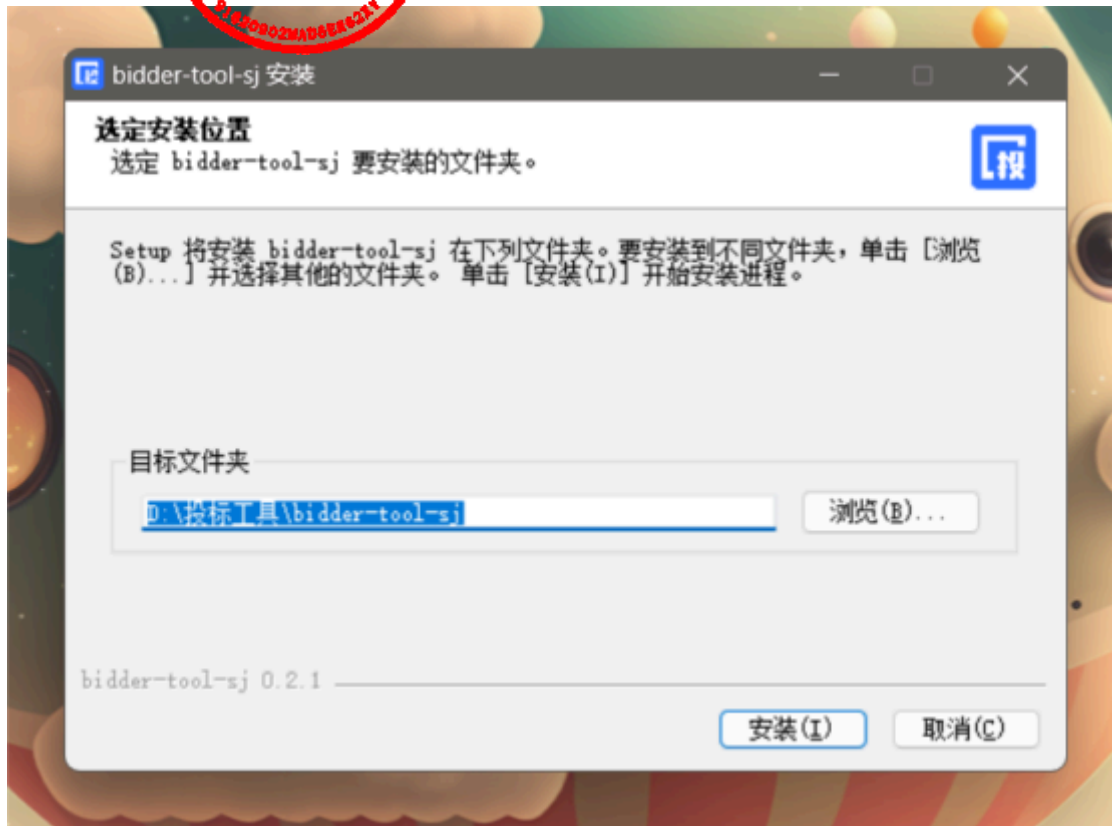 bidder-tool-sj 安装
选定安装位置
选定 bidder-tool-sj 要安装的文件夹。
投
Setup 将安装 bidder-tool-sj 在下列文件夹。要安装到不同文件夹，单击 [浏览
(B)...] 并选择其他的文件夹。 单击 [安装(I)] 开始安装进程。
目标文件夹
D:\投标工具\bidder-tool-sj
浏览(B)...
bidder-tool-sj 0.2.1
安装(I) 取消(C)